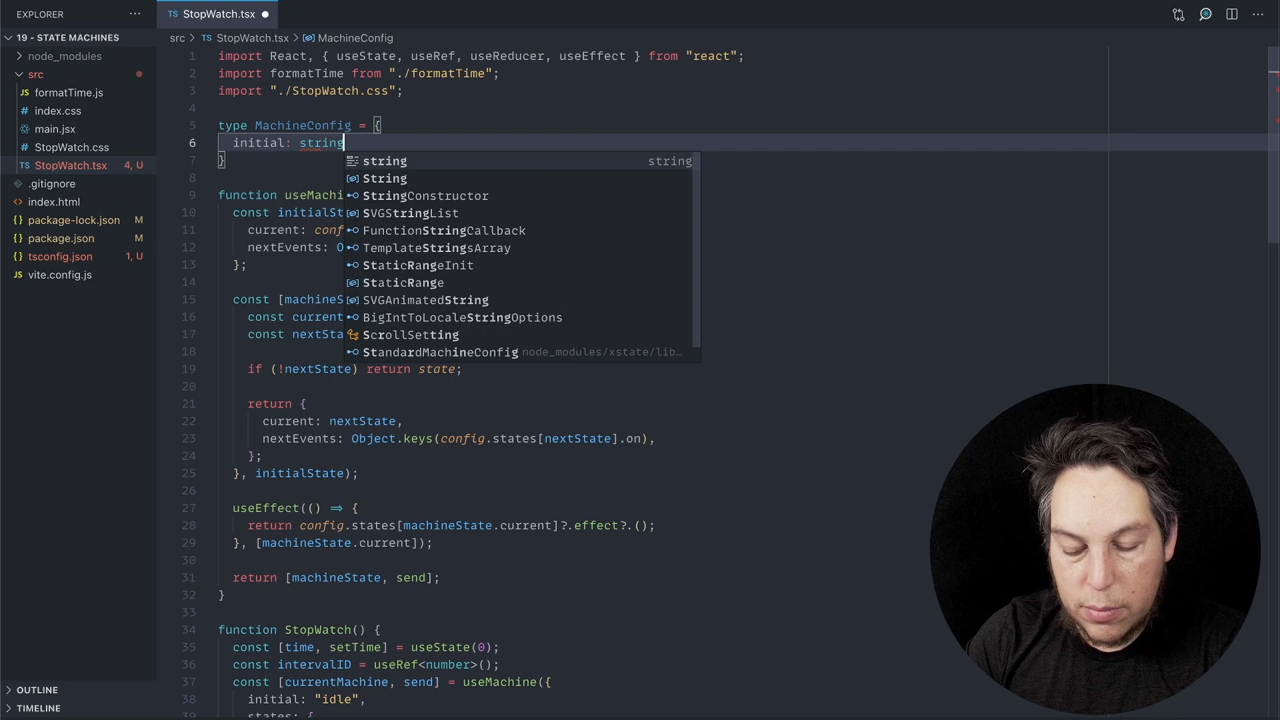 EXPLORER
19 - STATE MACHINES
node_modules
src
formatTime.js
index.css
main.jsx
StopWatch.css
StopWatch.tsx 4, U
.gitignore
index.html
package-lock.json M
package.json M
tsconfig.json 1, U
vite.config.js
OUTLINE
TIMELINE
TS StopWatch.tsx
src > TS StopWatch.tsx > MachineConfig
1 import React, { useState, useRef, useReducer, useEffect } from "react";
2 import formatTime from "./formatTime";
3 import "./StopWatch.css";
4
5 type MachineConfig = {
6 initial: string
7 }
8
9 function useMachi
10 const initialSt
11 current: conf
12 nextEvents: O
13 };
14
15 const [machineS
16 const current
17 const nextSta
18
19 if (!nextState) return state;
20
21 return {
22 current: nextState,
23 nextEvents: Object.keys(config.states[nextState].on),
24 };
25 }, initialState);
26
27 useEffect(() => {
28 return config.states[machineState.current]?.effect?.();
29 }, [machineState.current]);
30
31 return [machineState, send];
32 }
33
34 function StopWatch() {
35 const [time, setTime] = useState(0);
36 const intervalID = useRef<number>();
37 const [currentMachine, send] = useMachine({
38 initial: "idle",
39 states: {
string string
String
StringConstructor
SVGStringList
FunctionStringCallback
TemplateStringsArray
StaticRangeInit
StaticRange
SVGAnimatedString
BigIntToLocaleStringOptions
ScrollSetting
StandardMachineConfig node_modules/xstate/lib…